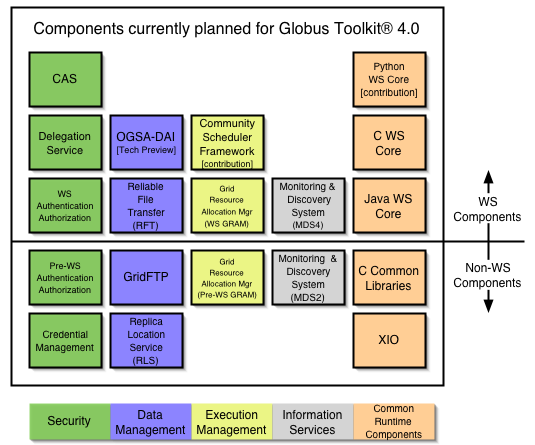 Components currently planned for Globus Toolkit® 4.0
CAS
Python
WS Core
[contribution]
Delegation
Service
OGSA-DAI
[Tech Preview]
Community
Scheduler
Framework
[contribution]
C WS
Core
WS
Authentication
Authorization
Reliable
File
Transfer
(RFT)
Grid
Resource
Allocation Mgr
(WS GRAM)
Monitoring &
Discovery
System
(MDS4)
Java WS
Core
WS
Components
Pre-WS
Authentication
Authorization
GridFTP
Grid
Resource
Allocation Mgr
(Pre-WS GRAM)
Monitoring &
Discovery
System
(MDS2)
C Common
Libraries
Non-WS
Components
Credential
Management
Replica
Location
Service
(RLS)
XIO
Security
Data
Management
Execution
Management
Information
Services
Common
Runtime
Components